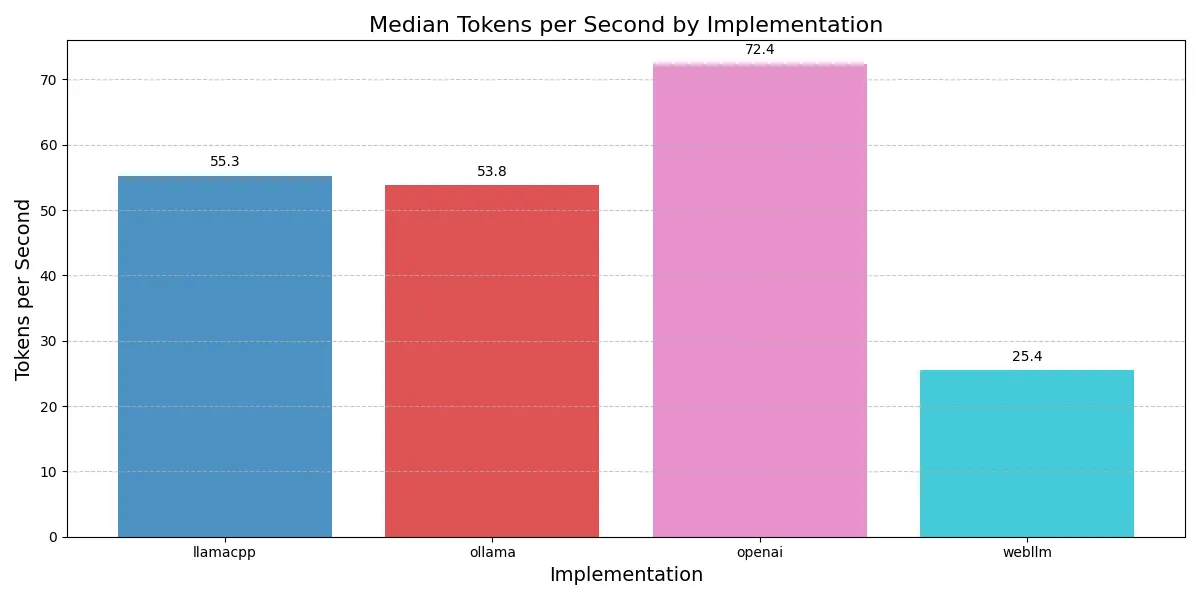 Median Tokens per Second by Implementation
Tokens per Second
70
60
50
40
30
20
10
0
55.3
53.8
72.4
25.4
llamacpp
ollama
openai
webllm
Implementation